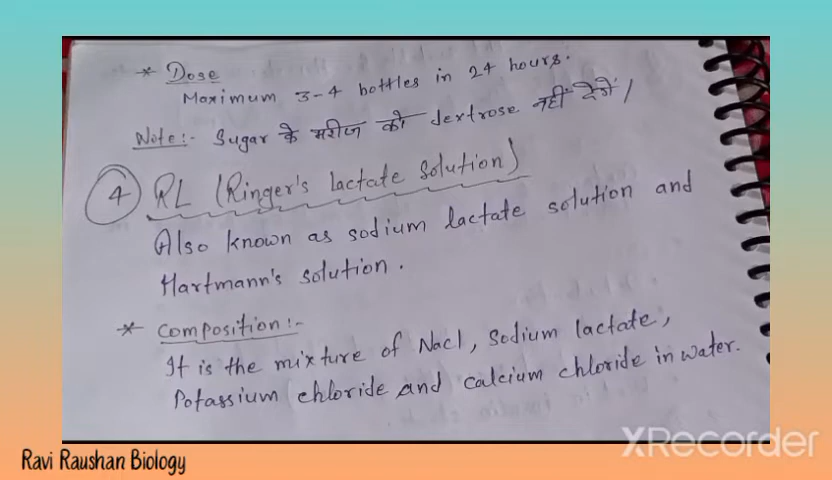 * Dose
Maximum 3-4 bottles in 24 hours.
Note:- Sugar के मरीज को dextrose नहीं देगें।
4 RL (Ringer's lactate solution)
Also known as sodium lactate solution and
Hartmann's solution.
* Composition:-
It is the mixture of Nacl, Sodium lactate,
Potassium chloride and calcium chloride in water.
XRecorder
Ravi Raushan Biology